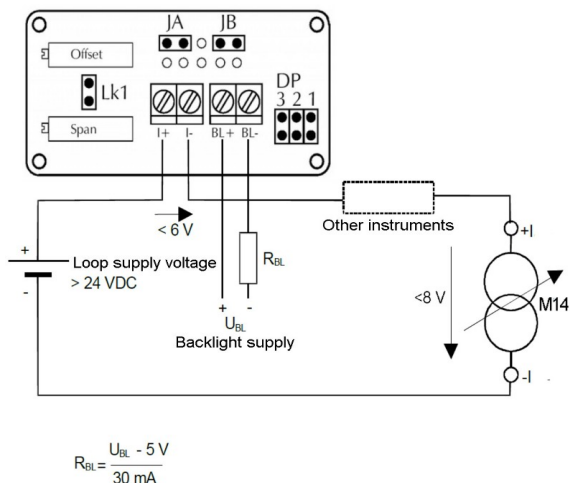 JA JB
Offset
Lk1
DP
3 2 1
Span
I+ I- BL+ BL-
< 6 V
Other instruments
+I
+
Loop supply voltage
> 24 VDC
-
RBL
<8 V
M14
+ -
UBL
Backlight supply
-I
RBL= UBL - 5 V
30 mA